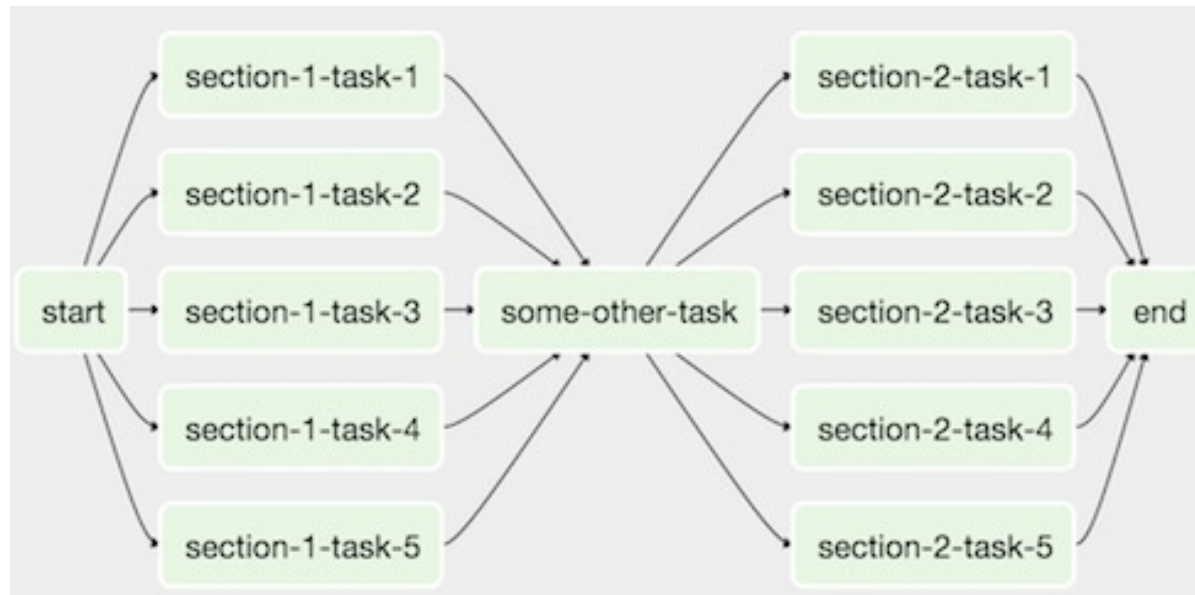 section-1-task-1
section-2-task-1
section-1-task-2
section-2-task-2
start
section-1-task-3
some-other-task
section-2-task-3
end
section-1-task-4
section-2-task-4
section-1-task-5
section-2-task-5